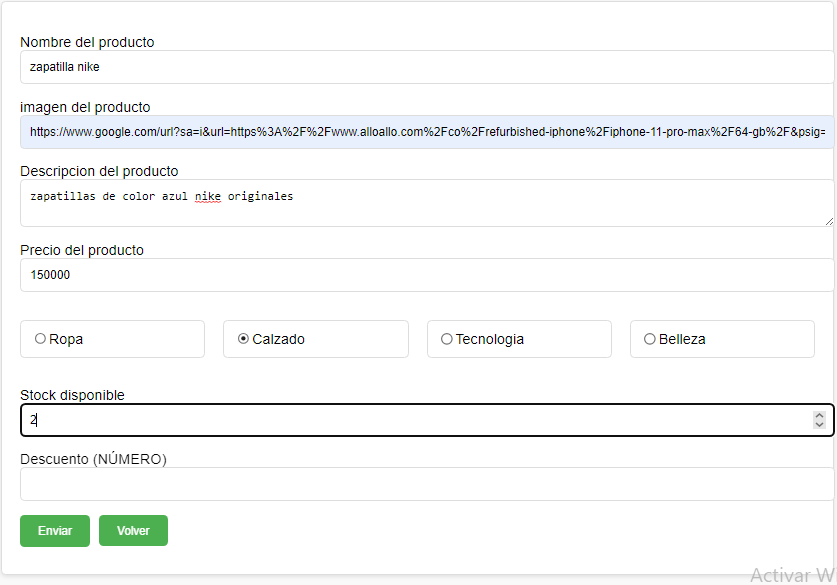 Nombre del producto
zapatilla nike
imagen del producto
https://www.google.com/url?sa=i&url=https%3A%2F%2Fwww.alloallo.com%2Fco%2Frefurbished-iphone%2Fiphone-11-pro-max%2F64-gb%2F&psig=
Descripcion del producto
zapatillas de color azul nike originales
Precio del producto
150000
Ropa Calzado Tecnologia Belleza
Stock disponible
2
Descuento (NÚMERO)
Enviar Volver
Activar W